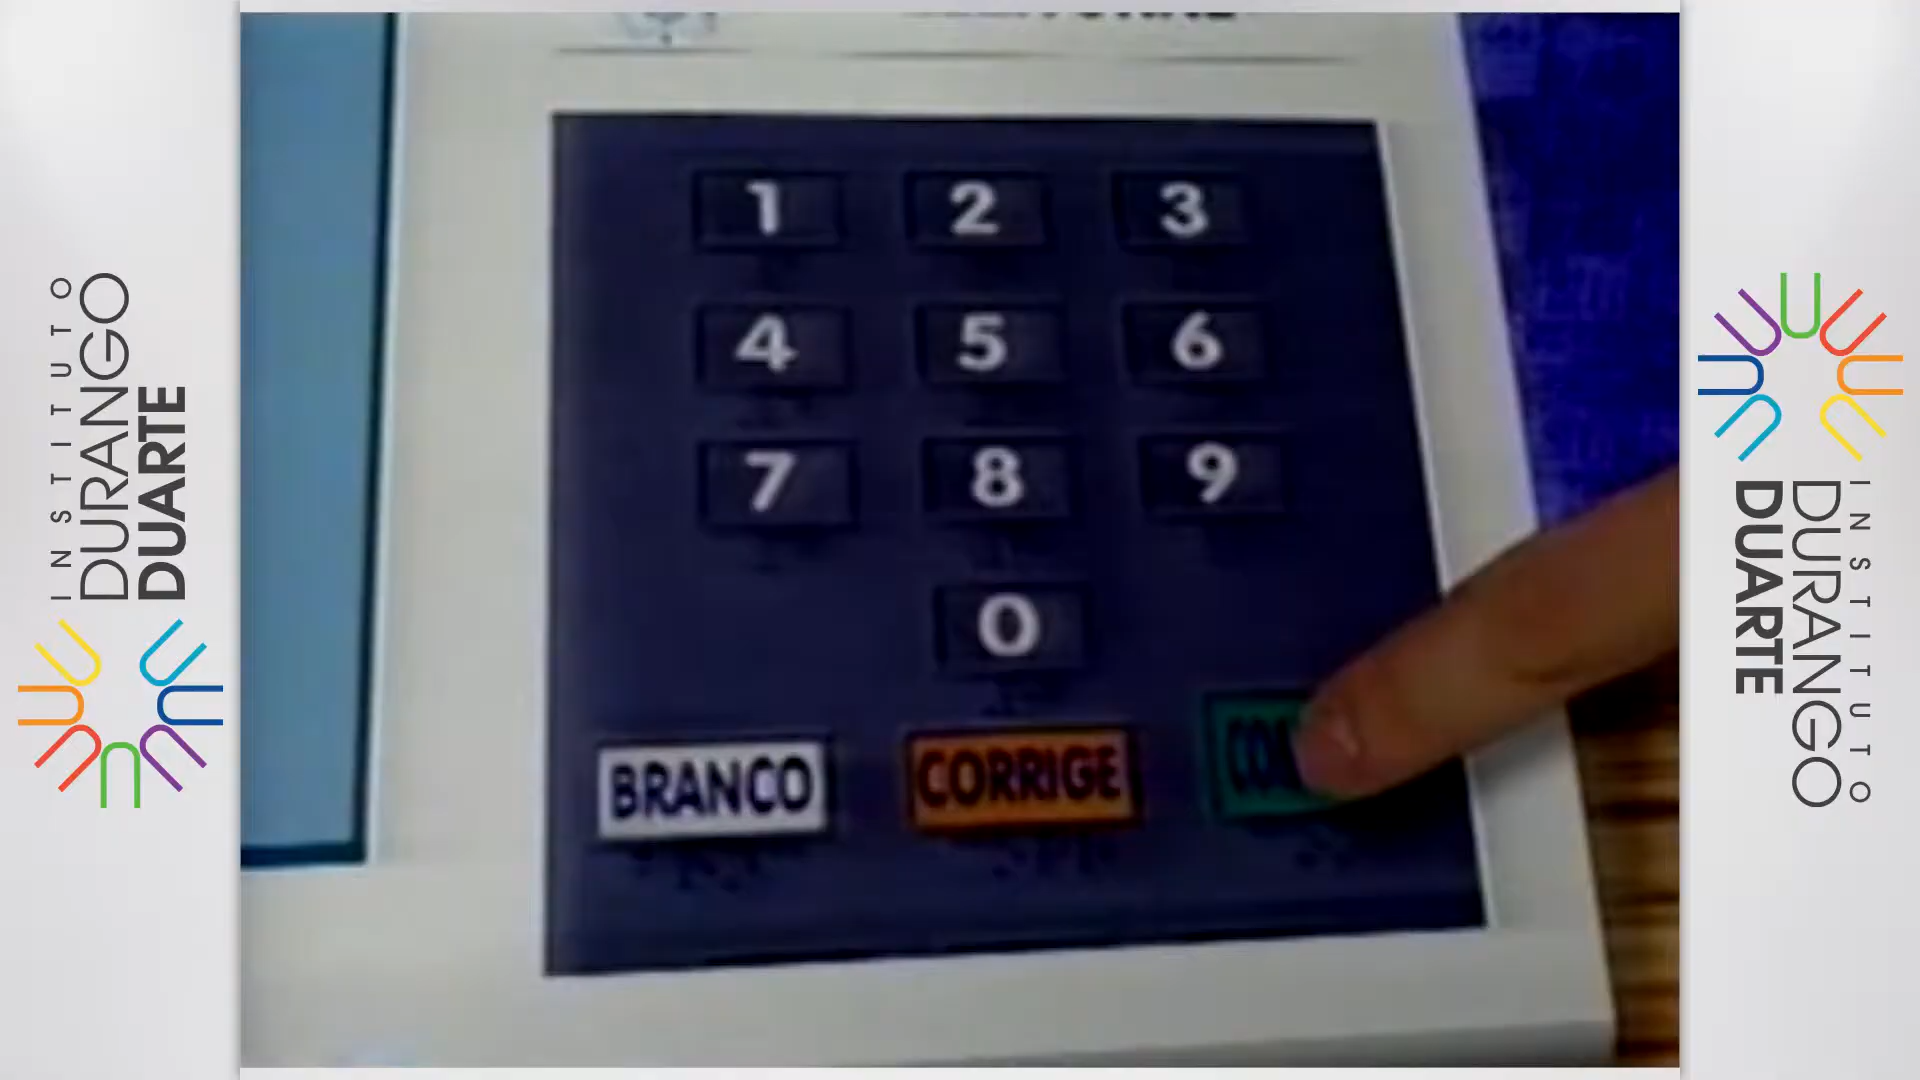 INSTITUTO
DURANGO
DUARTE
1 2 3
4 5 6
7 8 9
0
BRANCO CORRIGE
INSTITUTO
DURANGO
DUARTE